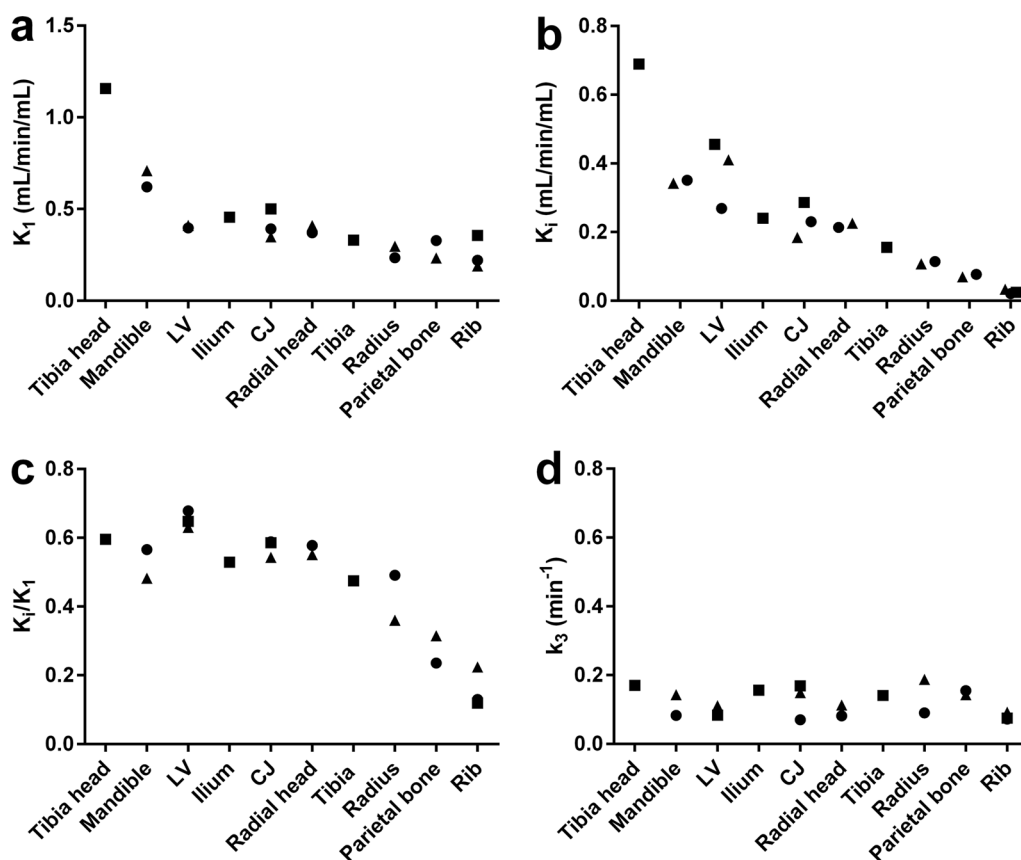 a
K₁ (mL/min/mL)
1.5
1.0
0.5
0.0
Tibia head
Mandible
LV
Ilium
CJ
Radial head
Tibia
Radius
Parietal bone
Rib
b
Kᵢ (mL/min/mL)
0.8
0.6
0.4
0.2
0.0
Tibia head
Mandible
LV
Ilium
CJ
Radial head
Tibia
Radius
Parietal bone
Rib
c
Kᵢ/K₁
0.8
0.6
0.4
0.2
0.0
Tibia head
Mandible
LV
Ilium
CJ
Radial head
Tibia
Radius
Parietal bone
Rib
d
k₃ (min⁻¹)
0.8
0.6
0.4
0.2
0.0
Tibia head
Mandible
LV
Ilium
CJ
Radial head
Tibia
Radius
Parietal bone
Rib